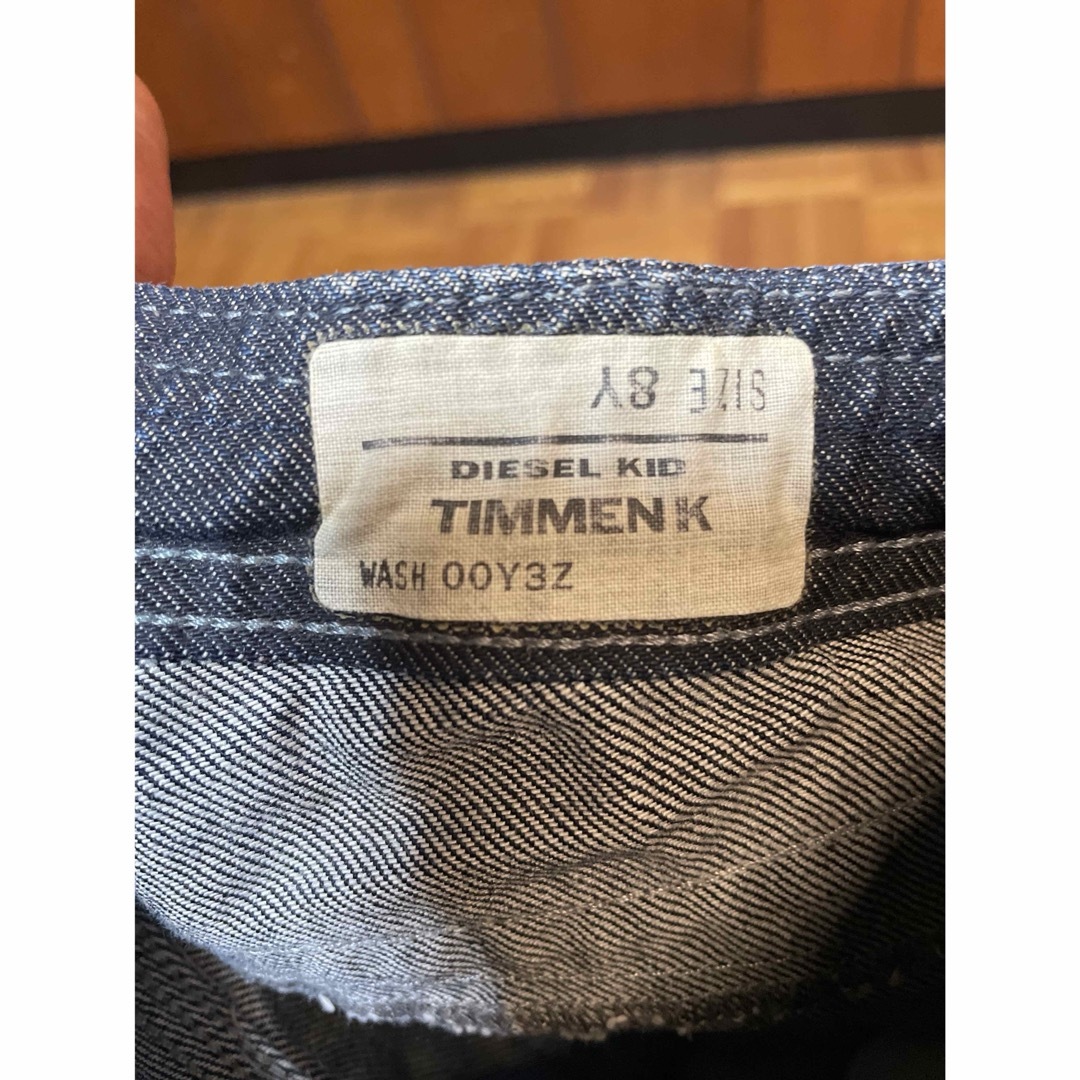 SIZE 8Y
DIESEL KID
TIMMEN K
WASH 00Y3Z